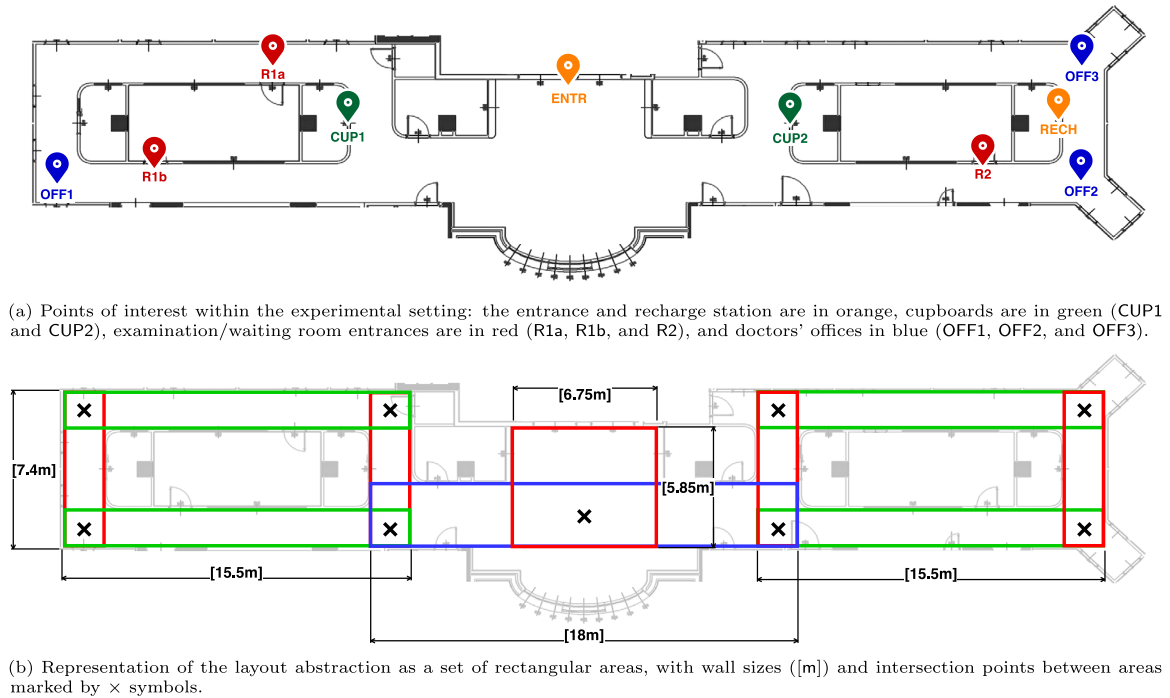 R1a
ENTR
OFF3
CUP1
CUP2
RECH
R1b
R2
OFF1
OFF2
(a) Points of interest within the experimental setting: the entrance and recharge station are in orange, cupboards are in green (CUP1
and CUP2), examination/waiting room entrances are in red (R1a, R1b, and R2), and doctors' offices in blue (OFF1, OFF2, and OFF3).
[6.75m]
[7.4m]
[5.85m]
[15.5m]
[15.5m]
[18m]
(b) Representation of the layout abstraction as a set of rectangular areas, with wall sizes ([m]) and intersection points between areas
marked by × symbols.